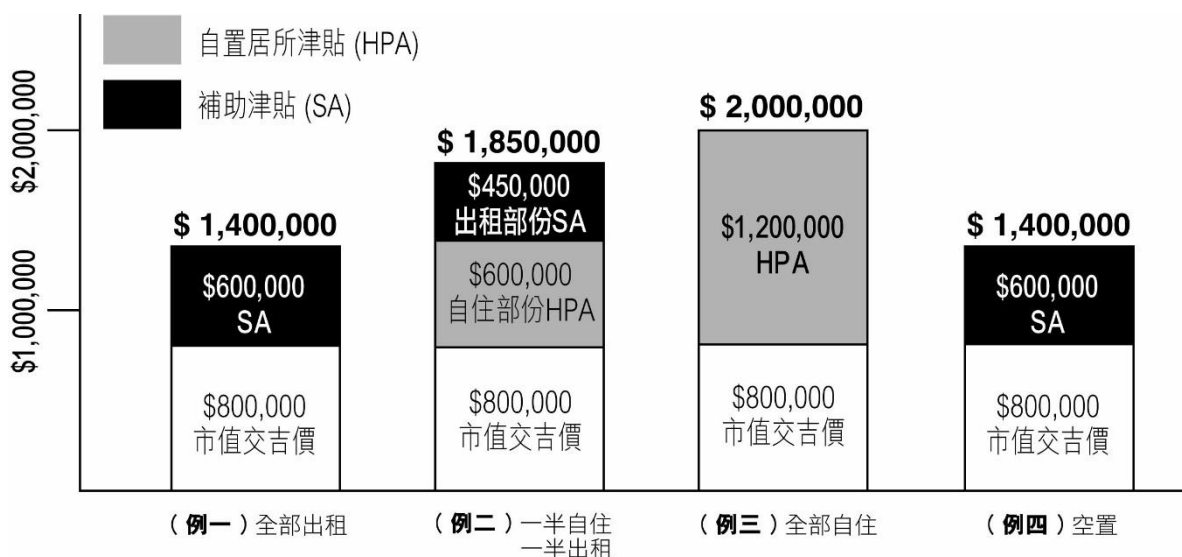 自置居所津貼 (HPA)
補助津貼 (SA)
$2,000,000
$1,000,000
$ 1,400,000
$600,000
SA
$800,000
市值交吉價
(例一) 全部出租
$ 1,850,000
$450,000
出租部份SA
$600,000
自住部份HPA
$800,000
市值交吉價
(例二) 一半自住
一半出租
$ 2,000,000
$1,200,000
HPA
$800,000
市值交吉價
(例三) 全部自住
$ 1,400,000
$600,000
SA
$800,000
市值交吉價
(例四) 空置